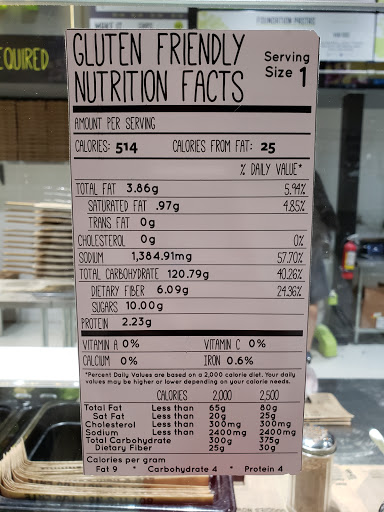 EQUIRED
FOUNDATION PROTEINS
GLUTEN FRIENDLY
NUTRITION FACTS
Serving
Size 1
AMOUNT PER SERVING
CALORIES: 514 CALORIES FROM FAT: 25
% DAILY VALUE*
TOTAL FAT 3.86g 5.94%
SATURATED FAT .97g 4.85%
TRANS FAT 0g
CHOLESTEROL 0g 0%
SODIUM 1,384.91mg 57.70%
TOTAL CARBOHYDRATE 120.79g 40.26%
DIETARY FIBER 6.09g 24.36%
SUGARS 10.00g
PROTEIN 2.23g
VITAMIN A 0% VITAMIN C 0%
CALCIUM 0% IRON 0.6%
*Percent Daily Values are based on a 2,000 calorie diet. Your daily
values may be higher or lower depending on your calorie needs.
CALORIES 2,000 2,500
Total Fat Less than 65g 80g
Sat Fat Less than 20g 25g
Cholesterol Less than 300mg 300mg
Sodium Less than 2400mg 2400mg
Total Carbohydrate 300g 375g
Dietary Fiber 25g 30g
Calories per gram
Fat 9 * Carbohydrate 4 * Protein 4